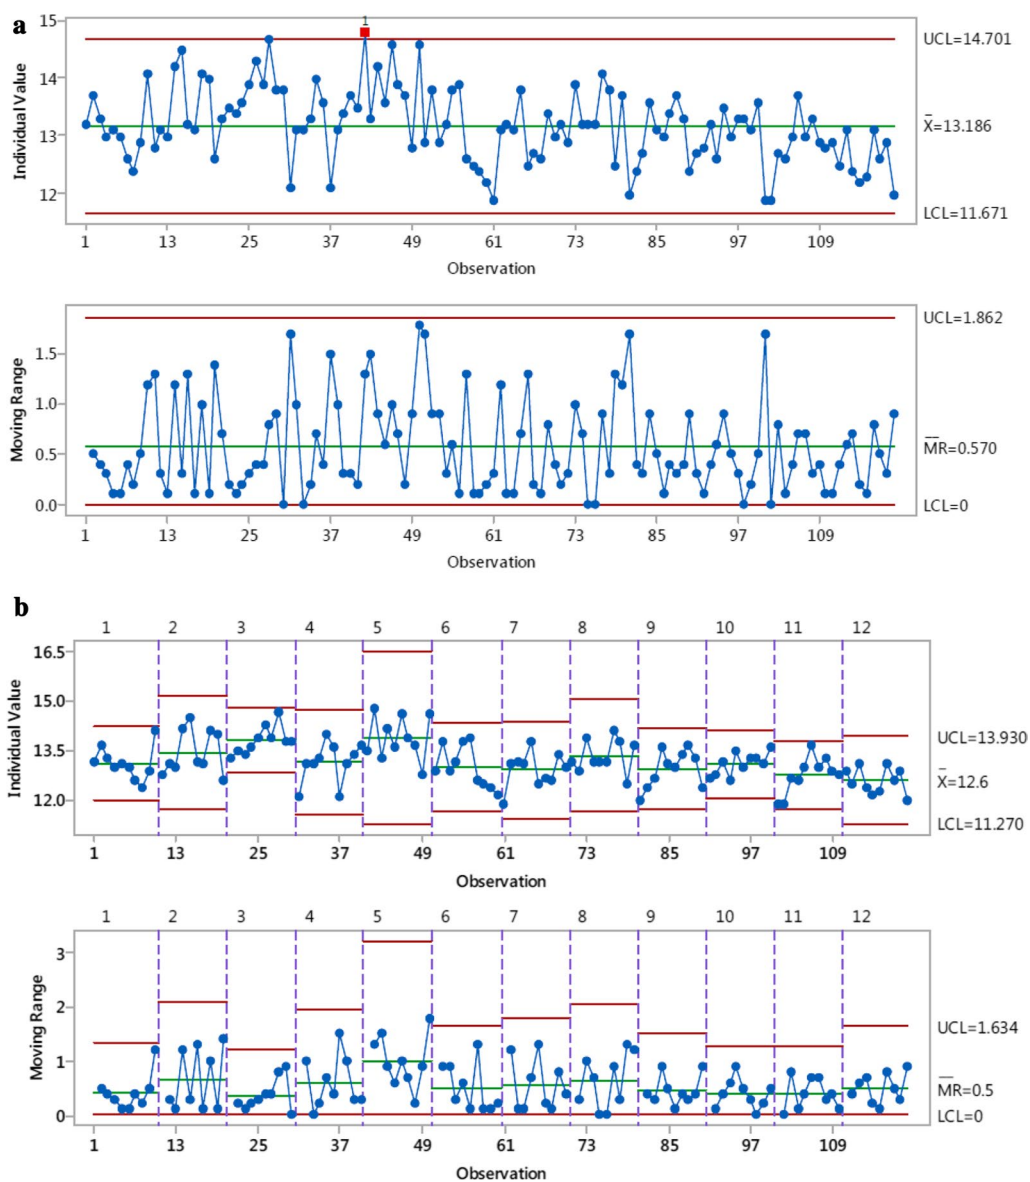 a
15
14
13
12
Individual Value
1
UCL=14.701
X̄=13.186
LCL=11.671
1 13 25 37 49 61 73 85 97 109
Observation
1.5
1.0
0.5
0.0
Moving Range
UCL=1.862
M̅R̅=0.570
LCL=0
1 13 25 37 49 61 73 85 97 109
Observation
b
1 2 3 4 5 6 7 8 9 10 11 12
16.5
15.0
13.5
12.0
Individual Value
UCL=13.930
X̄=12.6
LCL=11.270
1 13 25 37 49 61 73 85 97 109
Observation
1 2 3 4 5 6 7 8 9 10 11 12
3
2
1
0
Moving Range
UCL=1.634
M̅R̅=0.5
LCL=0
1 13 25 37 49 61 73 85 97 109
Observation